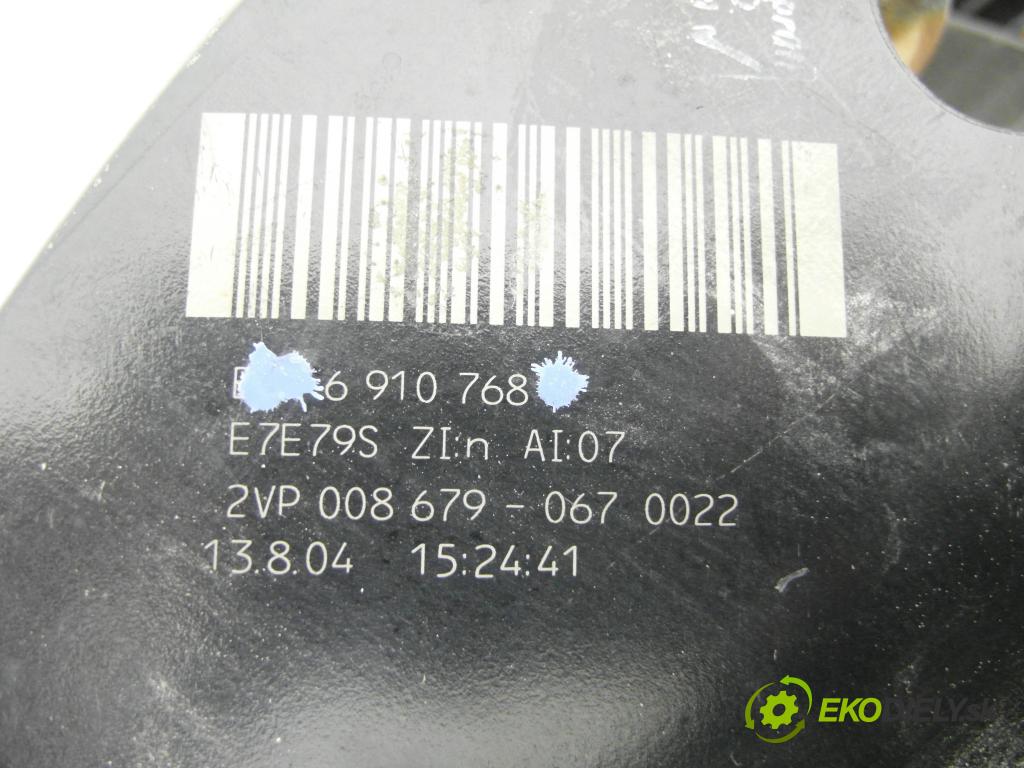 6 910 768
E7E79S ZI:n AI:07
2VP 008 679 - 067 0022
13.8.04 15:24:41
EKODIELY.sk